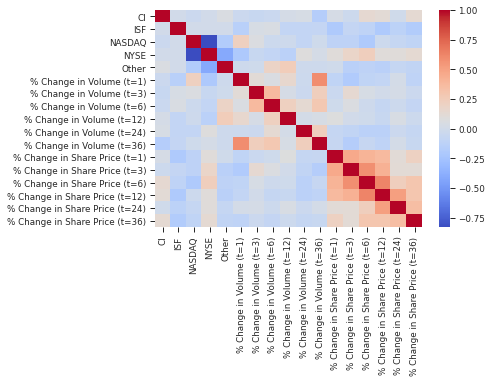 CI
ISF
NASDAQ
NYSE
Other
% Change in Volume (t=1)
% Change in Volume (t=3)
% Change in Volume (t=6)
% Change in Volume (t=12)
% Change in Volume (t=24)
% Change in Volume (t=36)
% Change in Share Price (t=1)
% Change in Share Price (t=3)
% Change in Share Price (t=6)
% Change in Share Price (t=12)
% Change in Share Price (t=24)
% Change in Share Price (t=36)
CI
ISF
NASDAQ
NYSE
Other
% Change in Volume (t=1)
% Change in Volume (t=3)
% Change in Volume (t=6)
% Change in Volume (t=12)
% Change in Volume (t=24)
% Change in Volume (t=36)
% Change in Share Price (t=1)
% Change in Share Price (t=3)
% Change in Share Price (t=6)
% Change in Share Price (t=12)
% Change in Share Price (t=24)
% Change in Share Price (t=36)
1.00
0.75
0.50
0.25
0.00
−0.25
−0.50
−0.75